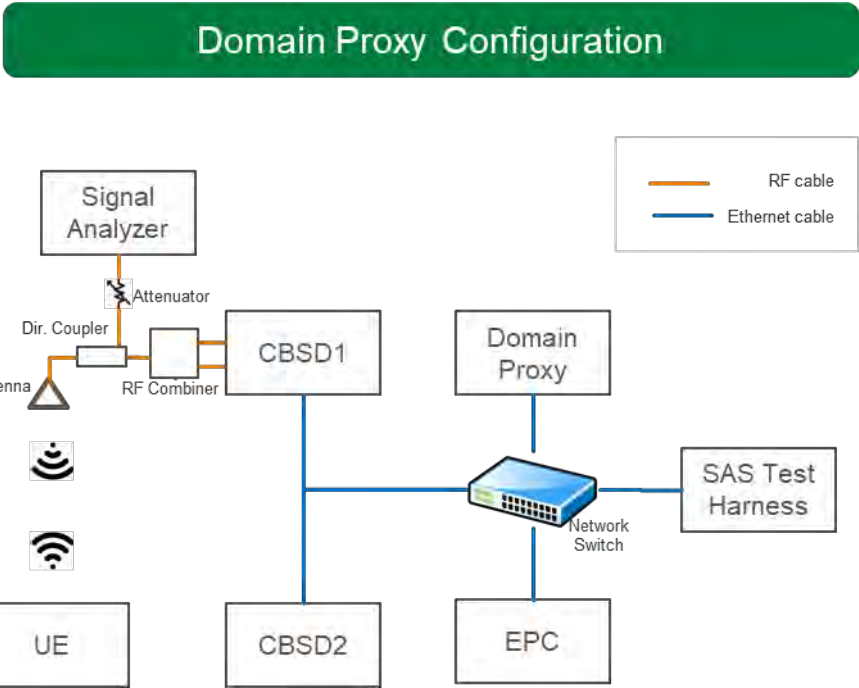 Domain Proxy Configuration
RF cable
Ethernet cable
Signal
Analyzer
Attenuator
Dir. Coupler
RF Combiner
enna
CBSD1
Domain
Proxy
SAS Test
Harness
Network
Switch
UE
CBSD2
EPC